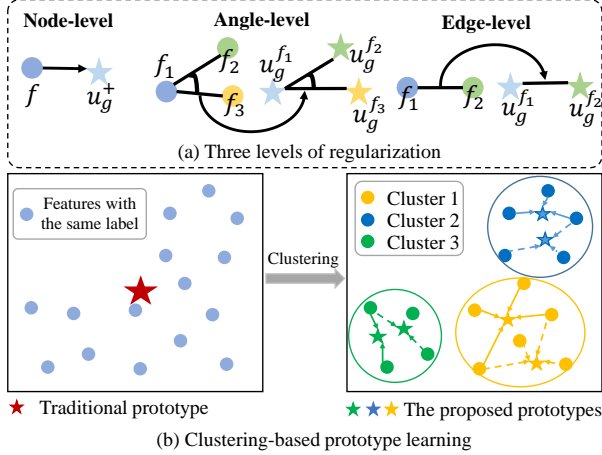 Node-level
Angle-level
Edge-level
f
u_g^+
f_1
f_2
f_3
u_g^{f_1}
u_g^{f_2}
u_g^{f_3}
f_1
f_2
u_g^{f_1}
u_g^{f_2}
(a) Three levels of regularization
Features with
the same label
Clustering
Cluster 1
Cluster 2
Cluster 3
Traditional prototype
The proposed prototypes
(b) Clustering-based prototype learning